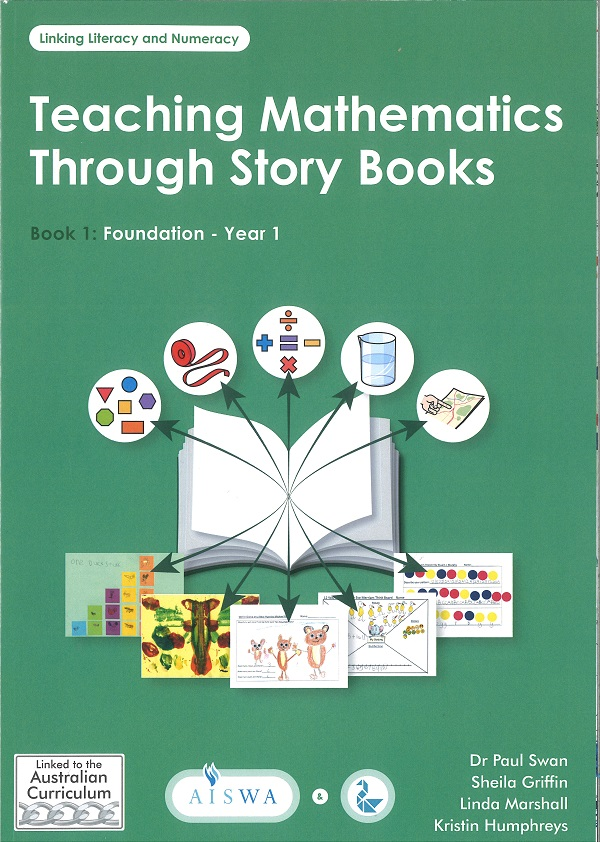 Linking Literacy and Numeracy
Teaching Mathematics
Through Story Books
Book 1: Foundation - Year 1
Linked to the
Australian
Curriculum
AISWA
&
Dr Paul Swan
Sheila Griffin
Linda Marshall
Kristin Humphreys